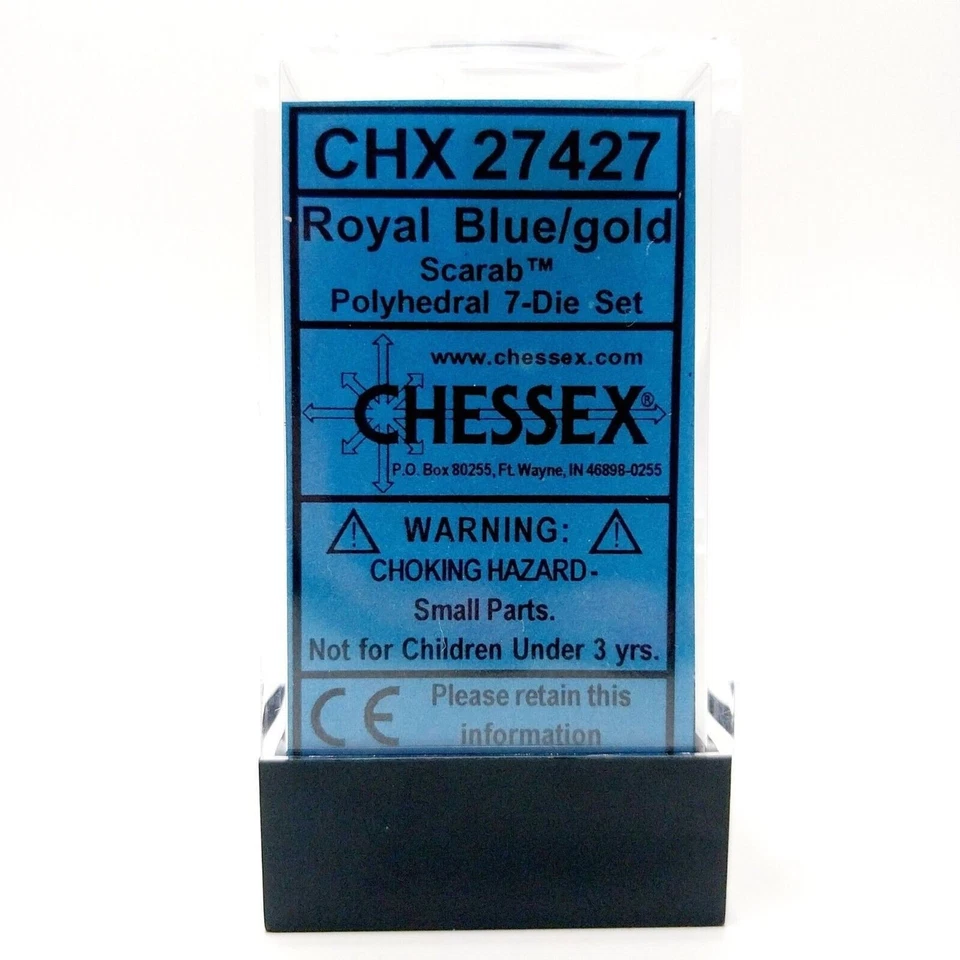 CHX 27427
Royal Blue/gold
Scarab™
Polyhedral 7-Die Set
www.chessex.com
CHESSEX®
P.O. Box 80255, Ft. Wayne, IN 46898-0255
WARNING:
CHOKING HAZARD-
Small Parts.
Not for Children Under 3 yrs.
CE Please retain this
information